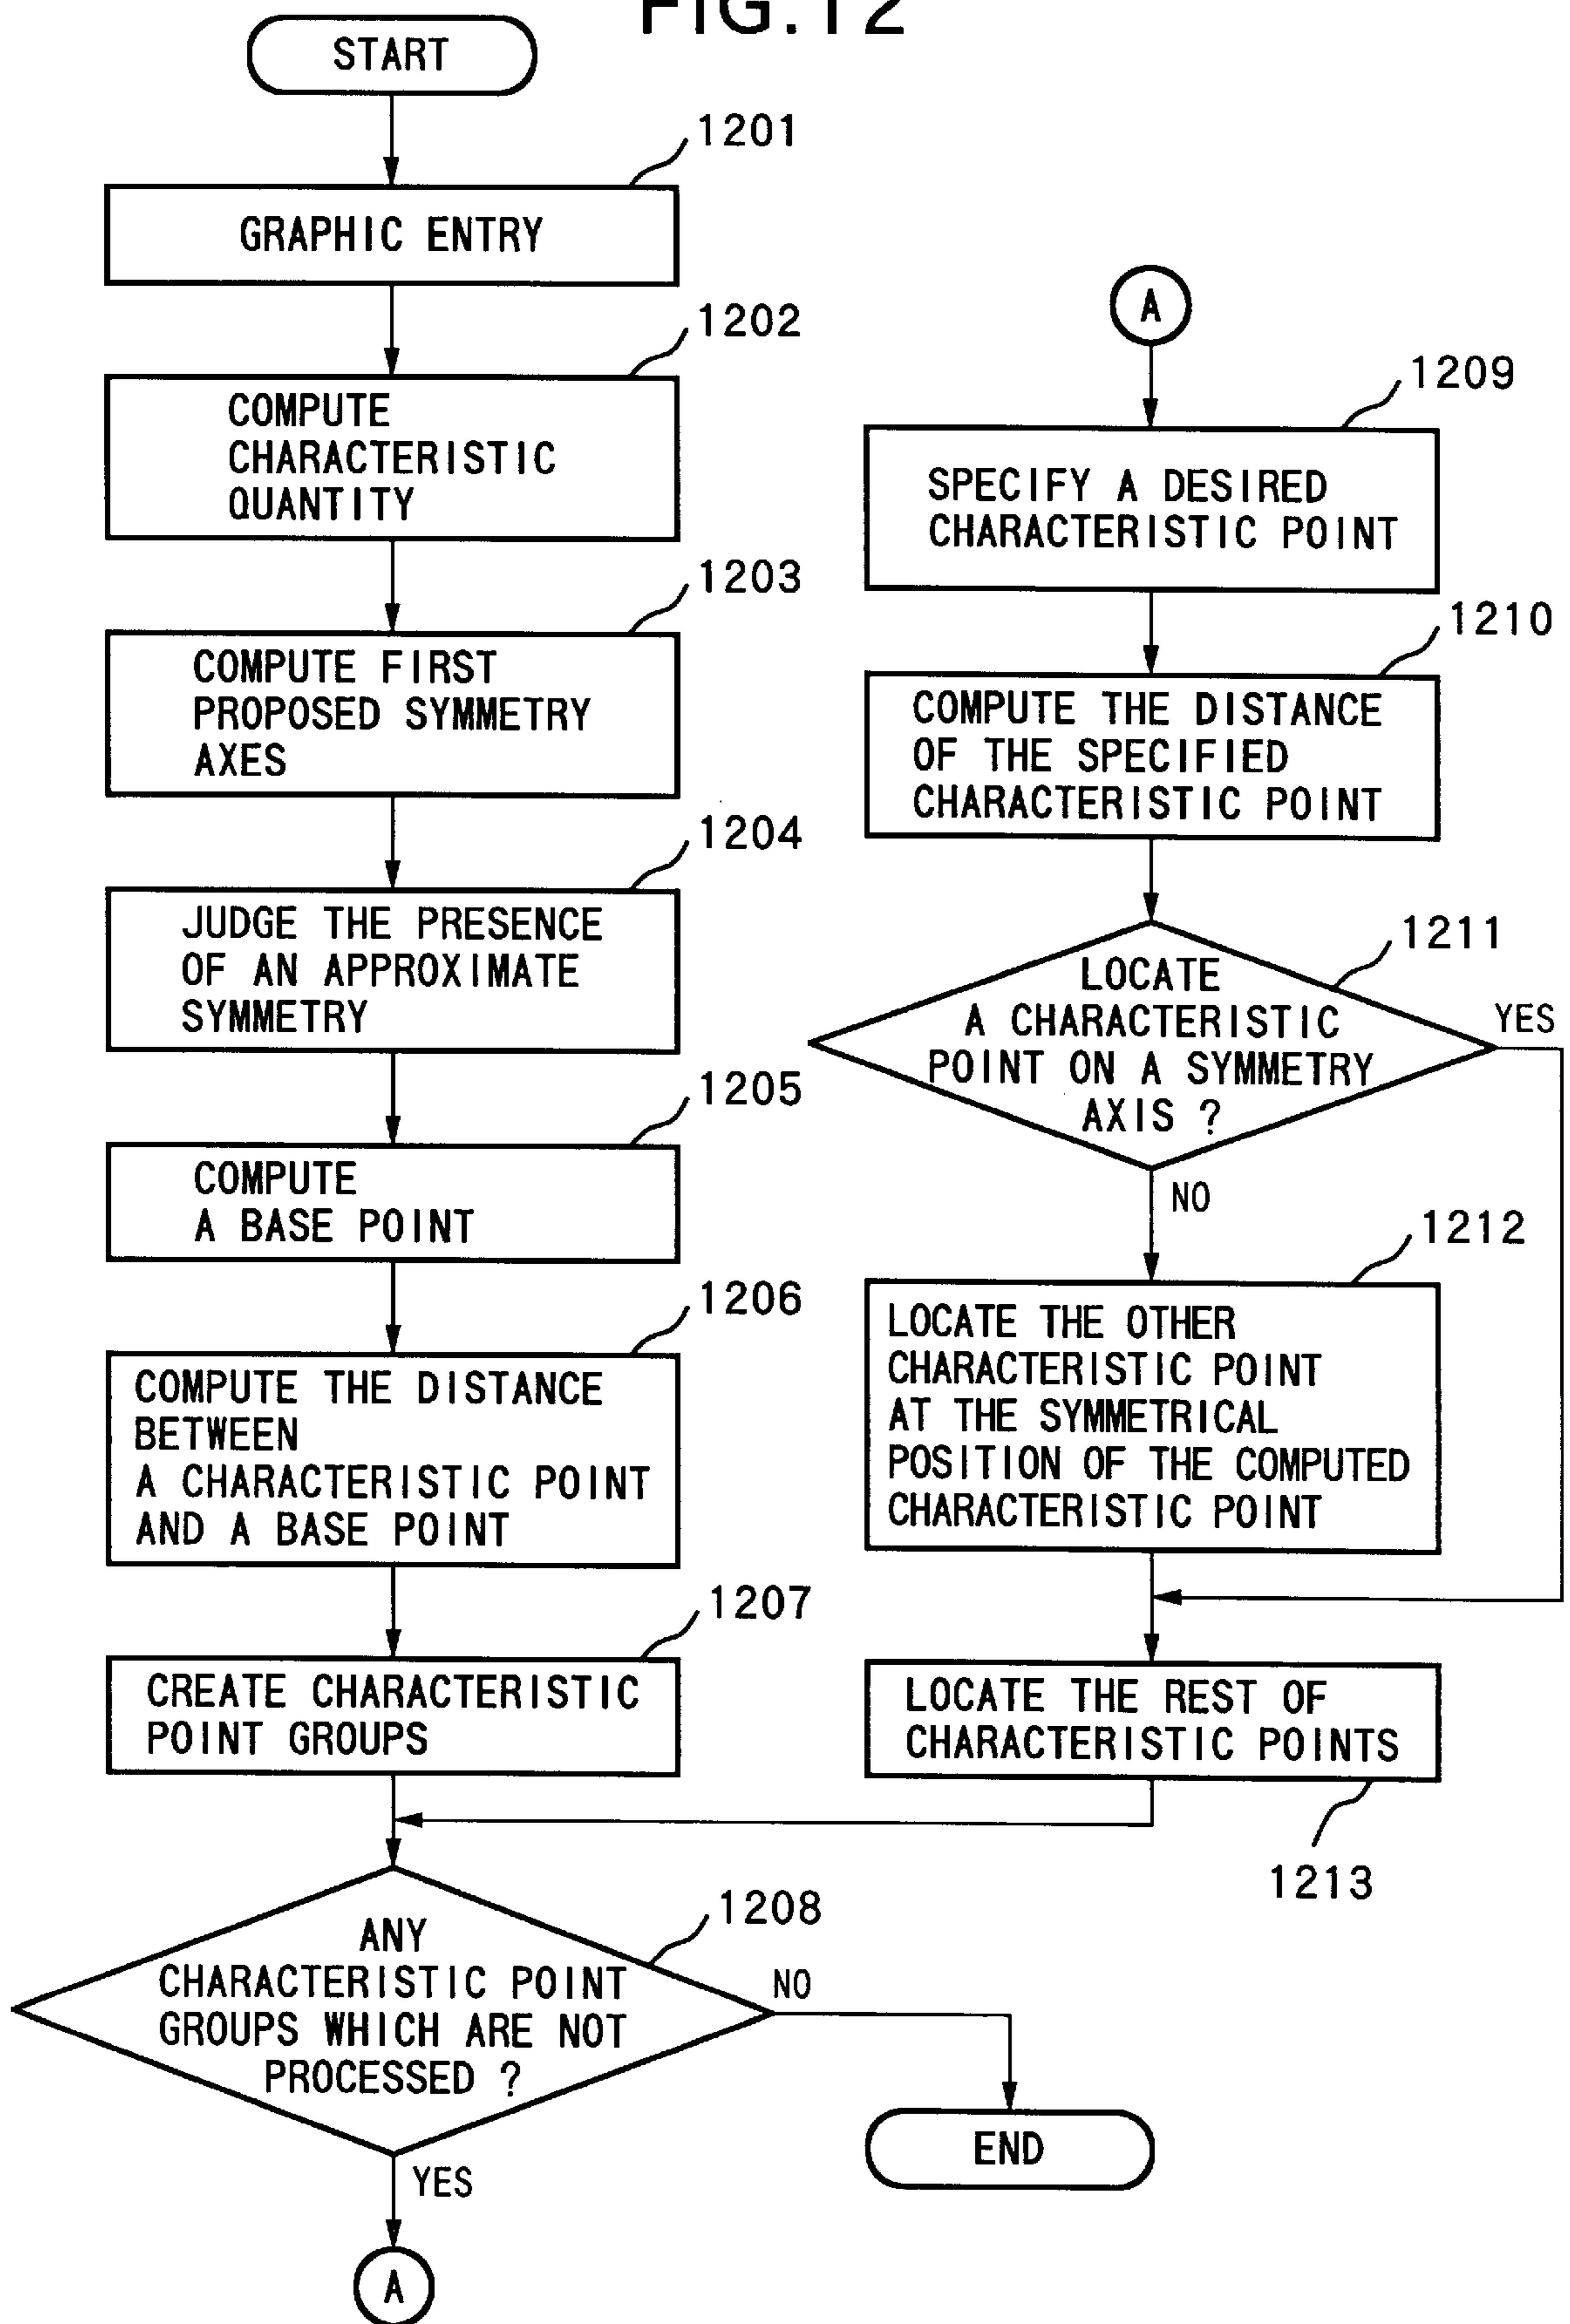 FIG.12
START
1201
GRAPHIC ENTRY
1202
COMPUTE
CHARACTERISTIC
QUANTITY
1203
COMPUTE FIRST
PROPOSED SYMMETRY
AXES
1204
JUDGE THE PRESENCE
OF AN APPROXIMATE
SYMMETRY
1205
COMPUTE
A BASE POINT
1206
COMPUTE THE DISTANCE
BETWEEN
A CHARACTERISTIC POINT
AND A BASE POINT
1207
CREATE CHARACTERISTIC
POINT GROUPS
1208
ANY
CHARACTERISTIC POINT
GROUPS WHICH ARE NOT
PROCESSED ?
NO
END
YES
A
A
1209
SPECIFY A DESIRED
CHARACTERISTIC POINT
1210
COMPUTE THE DISTANCE
OF THE SPECIFIED
CHARACTERISTIC POINT
1211
LOCATE
A CHARACTERISTIC
POINT ON A SYMMETRY
AXIS ?
YES
NO
1212
LOCATE THE OTHER
CHARACTERISTIC POINT
AT THE SYMMETRICAL
POSITION OF THE COMPUTED
CHARACTERISTIC POINT
LOCATE THE REST OF
CHARACTERISTIC POINTS
1213